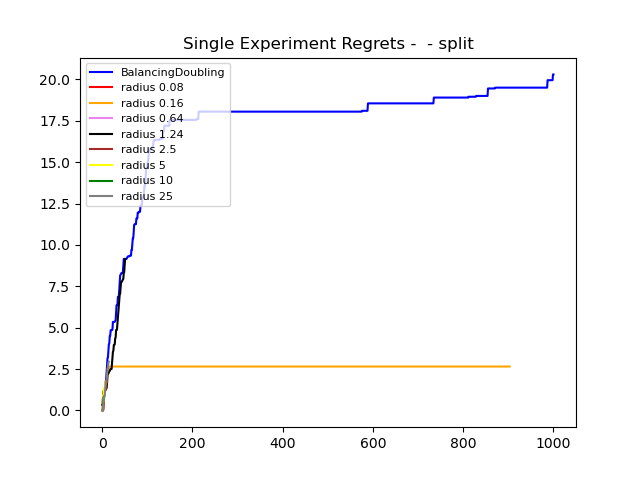 Single Experiment Regrets -  - split
BalancingDoubling
radius 0.08
radius 0.16
radius 0.64
radius 1.24
radius 2.5
radius 5
radius 10
radius 25
20.0
17.5
15.0
12.5
10.0
7.5
5.0
2.5
0.0
0 200 400 600 800 1000